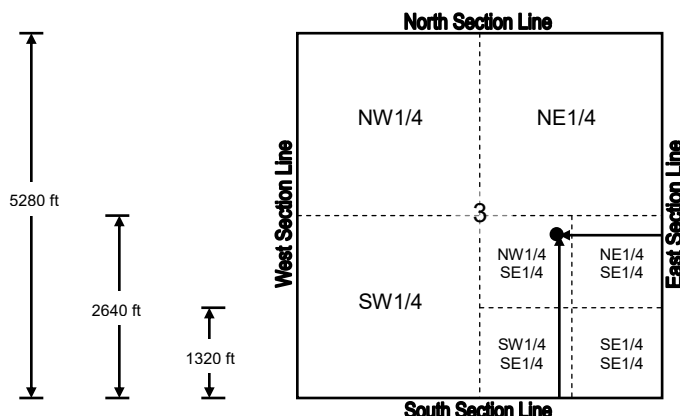 North Section Line
NW1/4
NE1/4
West Section Line
East Section Line
5280 ft
3
NW1/4
SE1/4
NE1/4
SE1/4
2640 ft
SW1/4
1320 ft
SW1/4
SE1/4
SE1/4
SE1/4
South Section Line